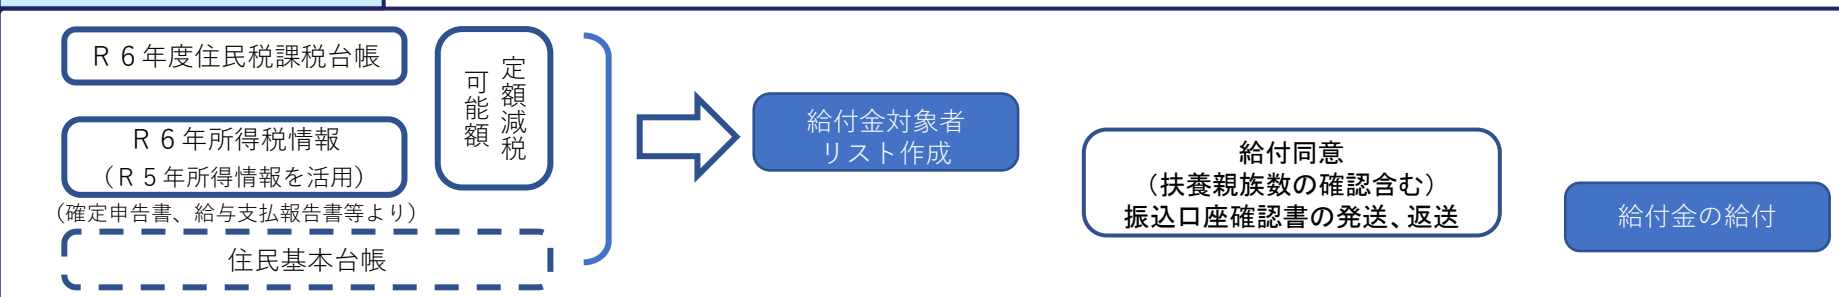 Ｒ６年度住民税課税台帳
定額減税
可能額
Ｒ６年所得税情報
（Ｒ５年所得情報を活用）
（確定申告書、給与支払報告書等より）
住民基本台帳
給付金対象者
リスト作成
給付同意
（扶養親族数の確認含む）
振込口座確認書の発送、返送
給付金の給付